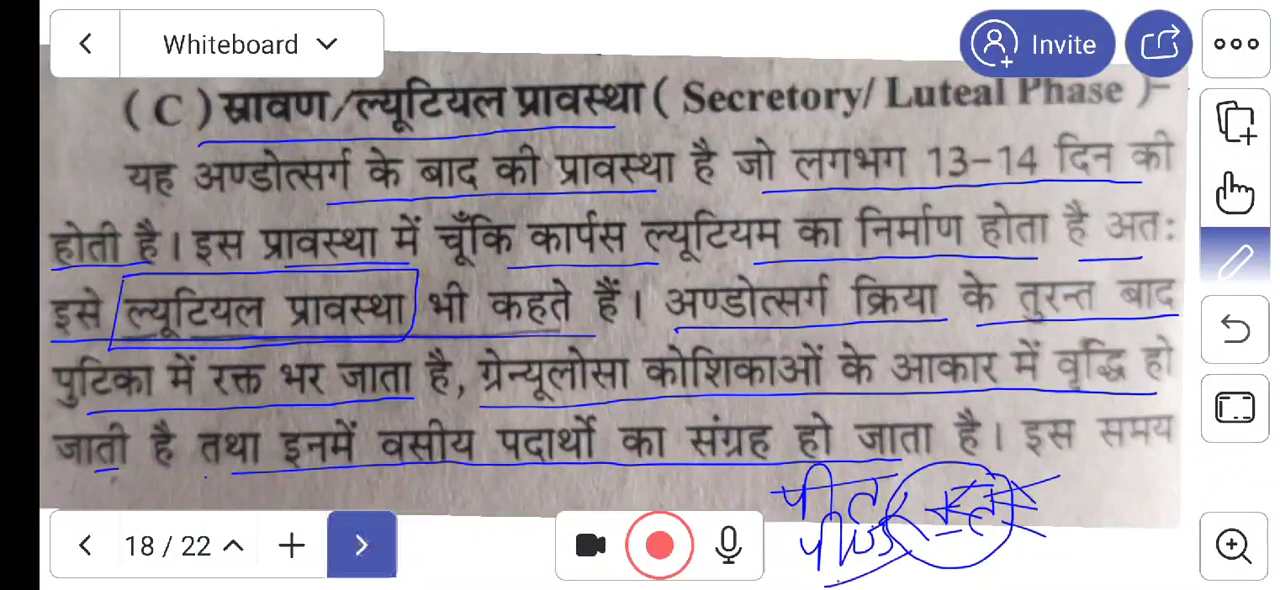 Whiteboard
Invite
(C) स्रावण/ल्यूटियल प्रावस्था ( Secretory/ Luteal Phase )-
यह अण्डोत्सर्ग के बाद की प्रावस्था है जो लगभग 13-14 दिन की
होती है। इस प्रावस्था में चूँकि कार्पस ल्यूटियम का निर्माण होता है अतः
इसे ल्यूटियल प्रावस्था भी कहते हैं। अण्डोत्सर्ग क्रिया के तुरन्त बाद
पुटिका में रक्त भर जाता है, ग्रेन्यूलोसा कोशिकाओं के आकार में वृद्धि हो
जाती है तथा इनमें वसीय पदार्थो का संग्रह हो जाता है। इस समय
पीत
18 / 22